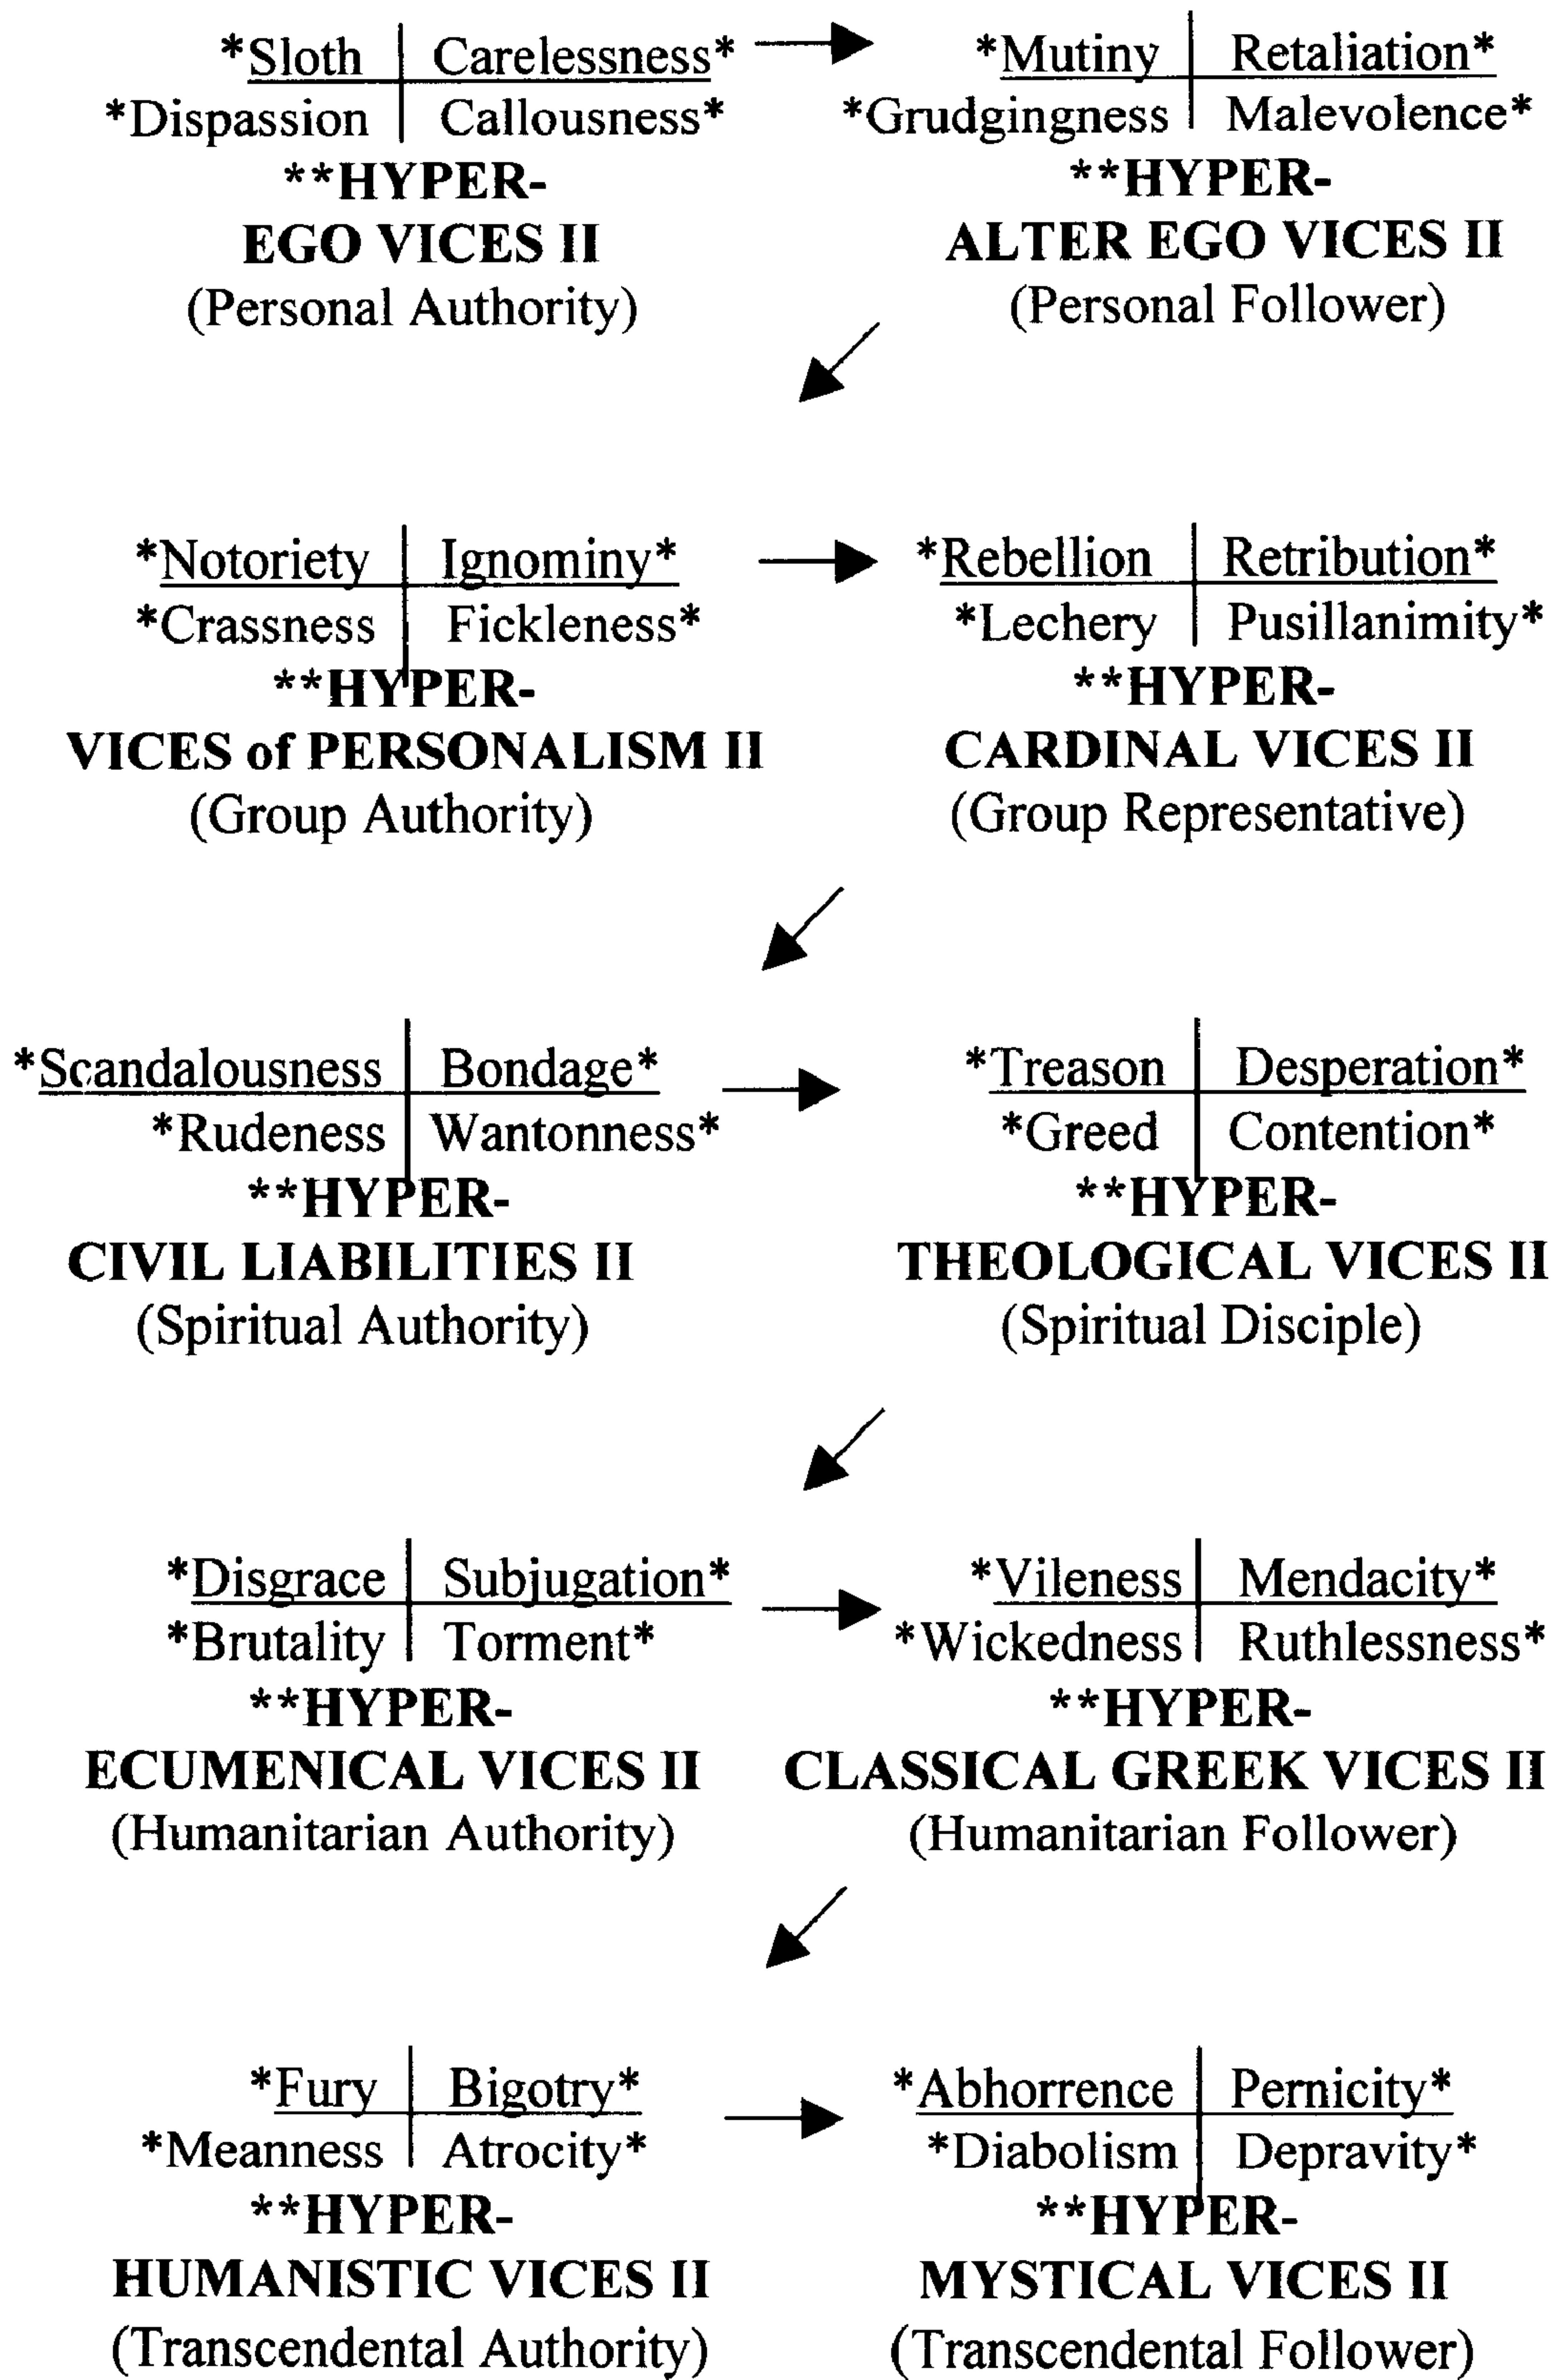 *Sloth Carelessness*
*Dispassion Callousness*
**HYPER-
EGO VICES II
(Personal Authority)
*Mutiny Retaliation*
*Grudgingness Malevolence*
**HYPER-
ALTER EGO VICES II
(Personal Follower)
*Notoriety Ignominy*
*Crassness Fickleness*
**HYPER-
VICES of PERSONALISM II
(Group Authority)
*Rebellion Retribution*
*Lechery Pusillanimity*
**HYPER-
CARDINAL VICES II
(Group Representative)
*Scandalousness Bondage*
*Rudeness Wantonness*
**HYPER-
CIVIL LIABILITIES II
(Spiritual Authority)
*Treason Desperation*
*Greed Contention*
**HYPER-
THEOLOGICAL VICES II
(Spiritual Disciple)
*Disgrace Subjugation*
*Brutality Torment*
**HYPER-
ECUMENICAL VICES II
(Humanitarian Authority)
*Vileness Mendacity*
*Wickedness Ruthlessness*
**HYPER-
CLASSICAL GREEK VICES II
(Humanitarian Follower)
*Fury Bigotry*
*Meanness Atrocity*
**HYPER-
HUMANISTIC VICES II
(Transcendental Authority)
*Abhorrence Pernicity*
*Diabolism Depravity*
**HYPER-
MYSTICAL VICES II
(Transcendental Follower)